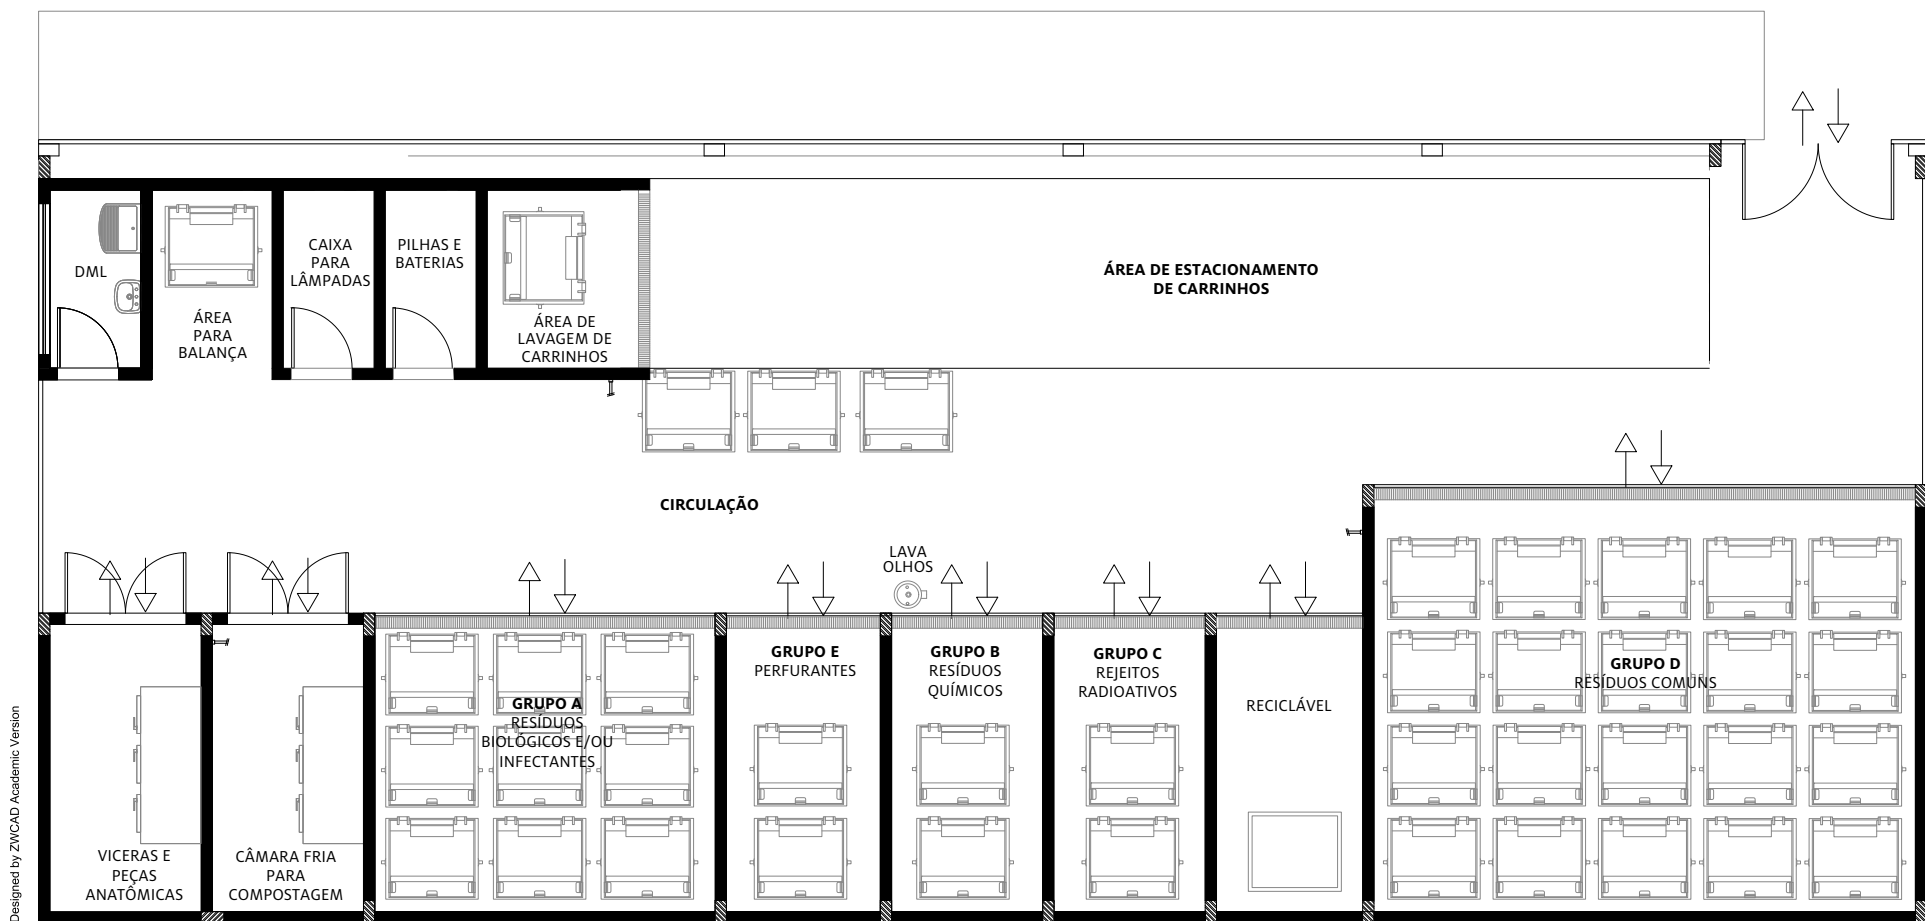 DML
ÁREA
PARA
BALANÇA
CAIXA
PARA
LÂMPADAS
PILHAS E
BATERIAS
ÁREA DE
LAVAGEM DE
CARRINHOS
ÁREA DE ESTACIONAMENTO
DE CARRINHOS
CIRCULAÇÃO
LAVA
OLHOS
VICERAS E
PEÇAS
ANATÔMICAS
CÂMARA FRIA
PARA
COMPOSTAGEM
GRUPO A
RESÍDUOS
BIOLÓGICOS E/OU
INFECTANTES
GRUPO E
PERFURANTES
GRUPO B
RESÍDUOS
QUÍMICOS
GRUPO C
REJEITOS
RADIOATIVOS
RECICLÁVEL
GRUPO D
RESÍDUOS COMUNS
Designed by ZWCAD Academic Version